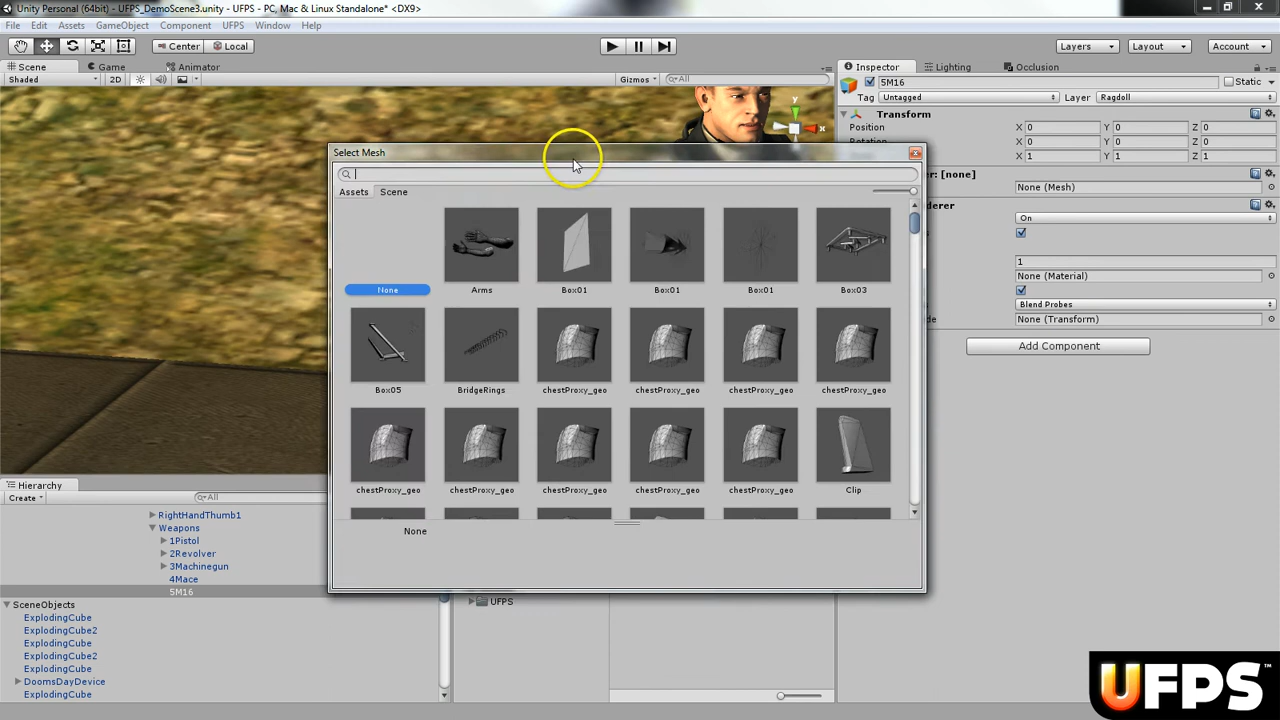 Unity Personal (64bit) - UFPS_DemoScene3.unity - UFPS - PC, Mac & Linux Standalone* <DX9>
File Edit Assets GameObject Component UFPS Window Help
Center Local Layers Layout Account
Scene Game Animator Inspector Lighting Occlusion
Shaded 2D Gizmos All
5M16 Static
Tag Untagged Layer Ragdoll
y
x
Transform
Position X 0 Y 0 Z 0
X 0 Y 0 Z 0
X 1 Y 1 Z 1
Select Mesh
: [none]
None (Mesh)
Assets Scene
On
1
None (Material)
None Arms Box01 Box01 Box01 Box03
Blend Probes
None (Transform)
Add Component
Box05 BridgeRings chestProxy_geo chestProxy_geo chestProxy_geo chestProxy_geo
chestProxy_geo chestProxy_geo chestProxy_geo chestProxy_geo chestProxy_geo Clip
None
Hierarchy
Create All
RightHandThumb1
Weapons
1Pistol
2Revolver
3Machinegun
4Mace
5M16
SceneObjects
ExplodingCube
ExplodingCube2
ExplodingCube
ExplodingCube2
ExplodingCube
DoomsDayDevice
ExplodingCube
UFPS
UFPS™